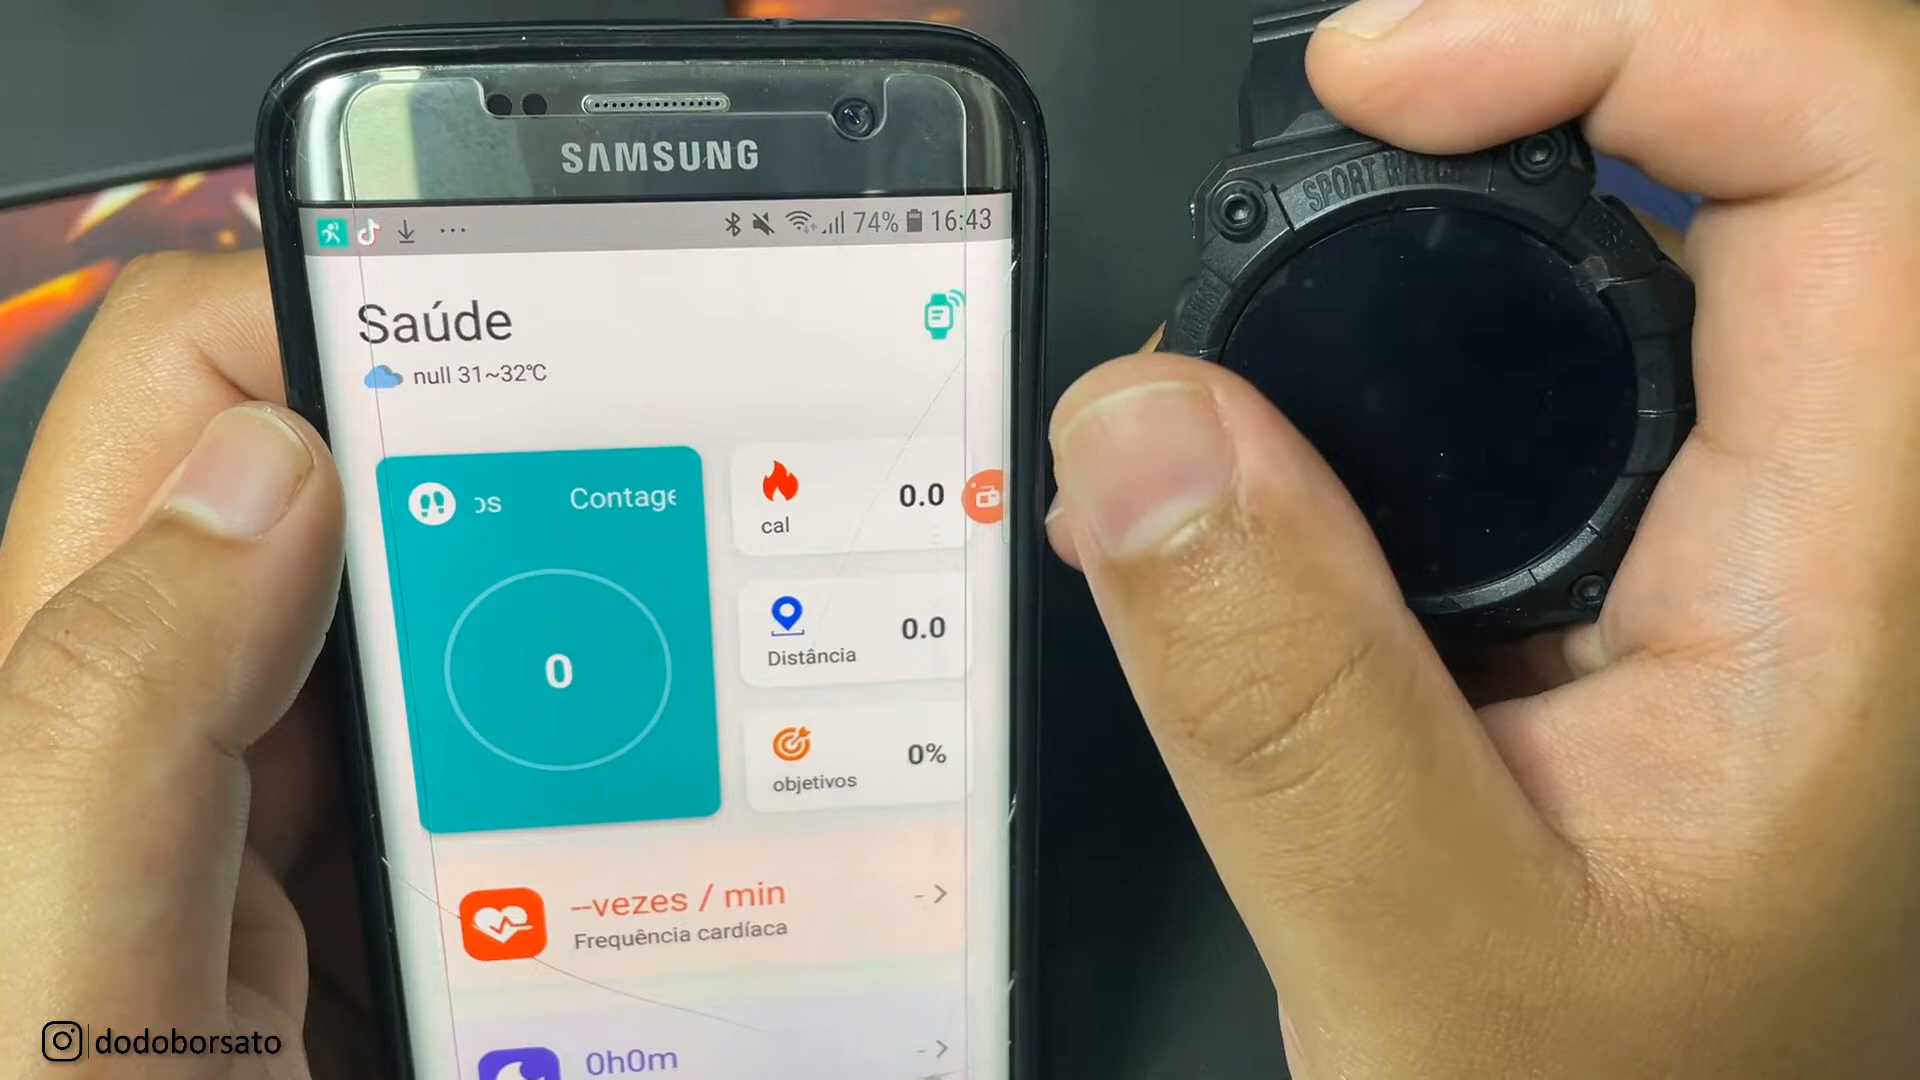 SAMSUNG
74% 16:43
Saúde
null 31~32℃
Contage
0
0.0
cal
0.0
Distância
0%
objetivos
--vezes / min
-
Frequência cardíaca
0h0m
-
SPORT WATCH
dodoborsato